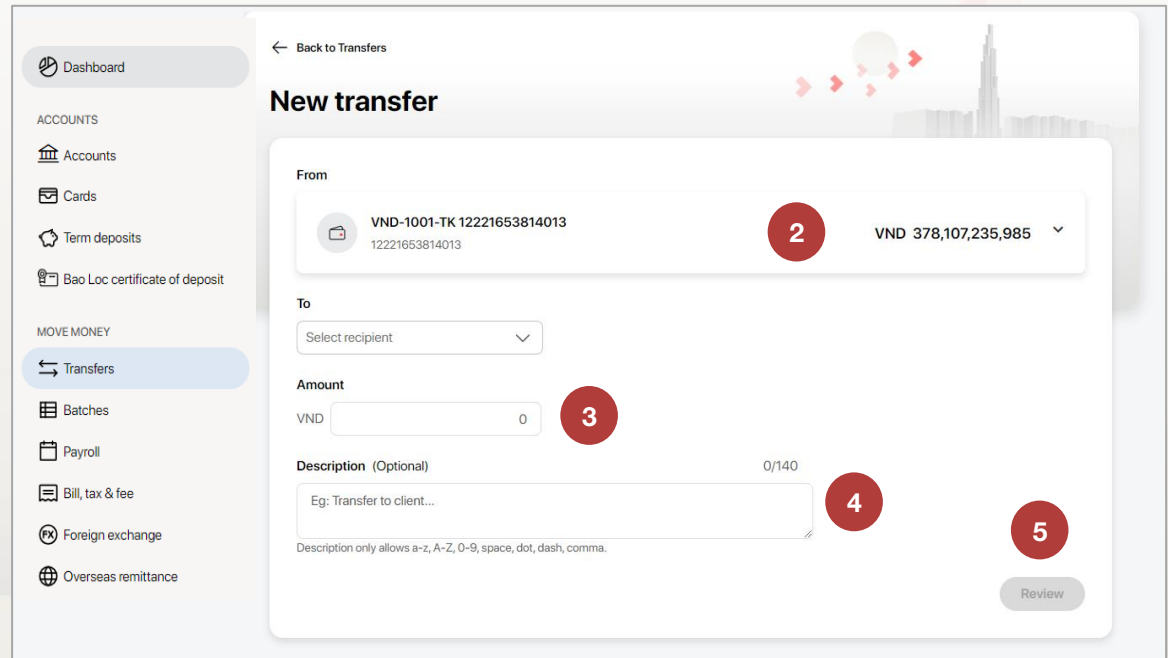 Dashboard
ACCOUNTS
Accounts
Cards
Term deposits
Bao Loc certificate of deposit
MOVE MONEY
Transfers
Batches
Payroll
Bill, tax & fee
FX Foreign exchange
Overseas remittance
Back to Transfers
New transfer
From
VND-1001-TK 12221653814013
12221653814013
2
VND 378,107,235,985
To
Select recipient
Amount
VND 0
3
Description (Optional) 0/140
Eg: Transfer to client...
4
Description only allows a-z, A-Z, 0-9, space, dot, dash, comma.
5
Review